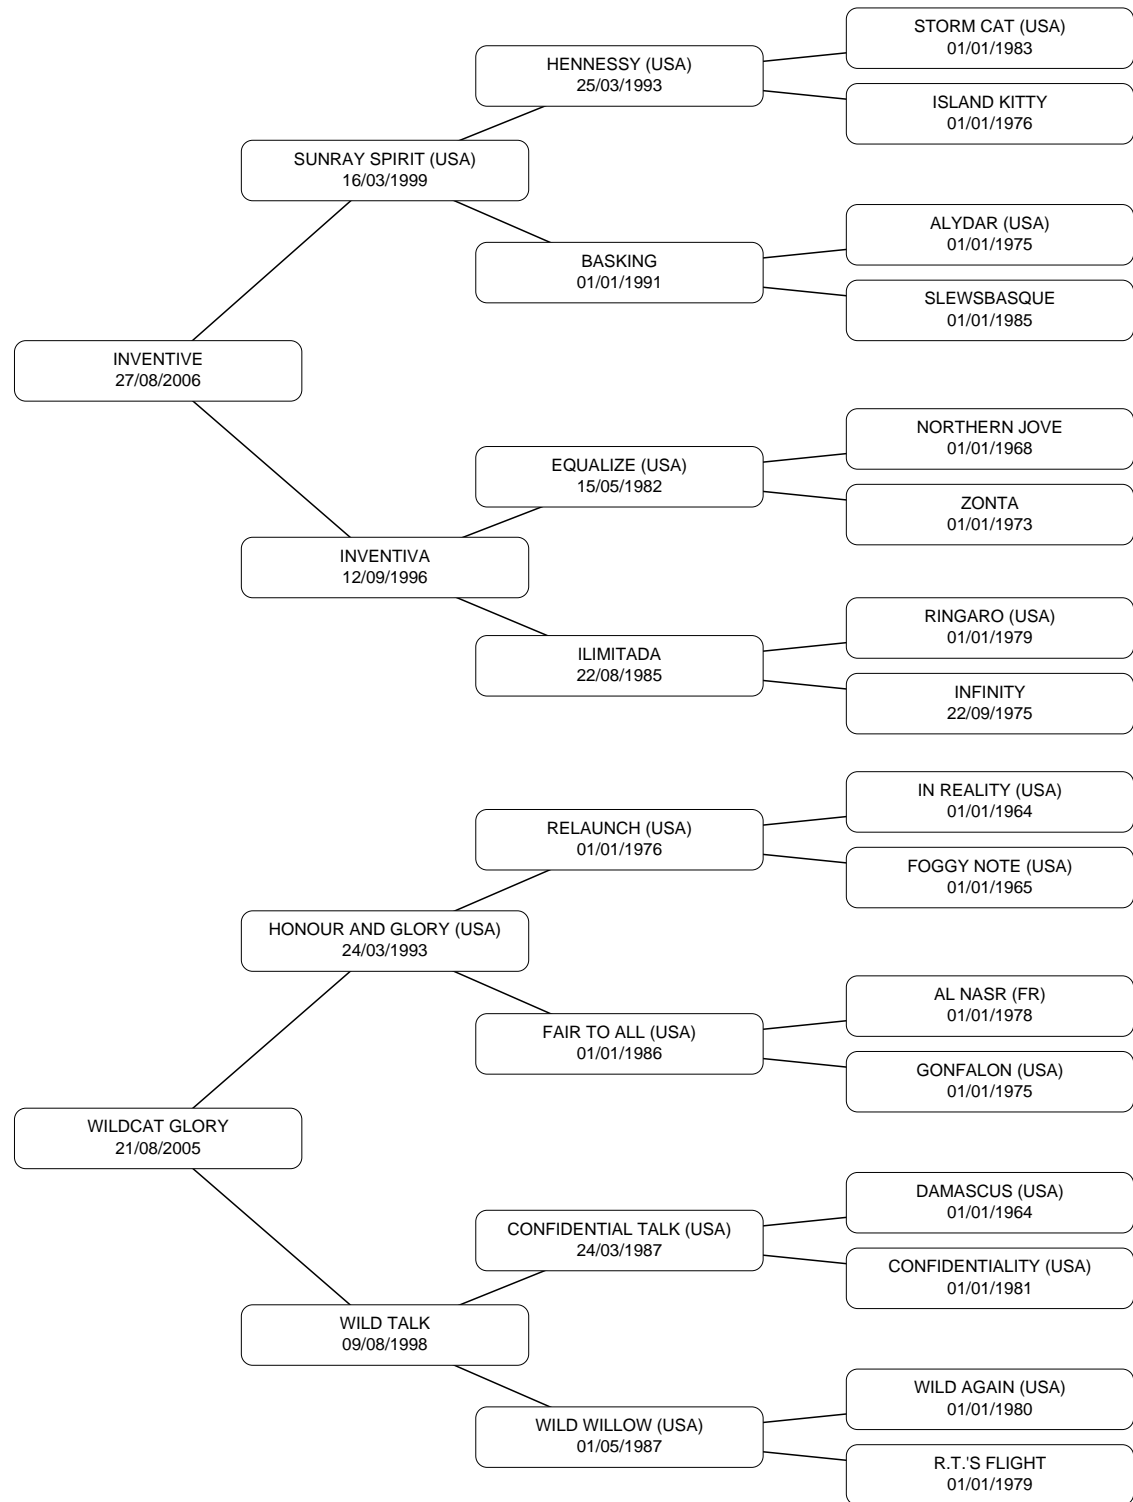 STORM CAT (USA)
01/01/1983
HENNESSY (USA)
25/03/1993
ISLAND KITTY
01/01/1976
SUNRAY SPIRIT (USA)
16/03/1999
ALYDAR (USA)
01/01/1975
BASKING
01/01/1991
SLEWSBASQUE
01/01/1985
INVENTIVE
27/08/2006
NORTHERN JOVE
01/01/1968
EQUALIZE (USA)
15/05/1982
ZONTA
01/01/1973
INVENTIVA
12/09/1996
RINGARO (USA)
01/01/1979
ILIMITADA
22/08/1985
INFINITY
22/09/1975
IN REALITY (USA)
01/01/1964
RELAUNCH (USA)
01/01/1976
FOGGY NOTE (USA)
01/01/1965
HONOUR AND GLORY (USA)
24/03/1993
AL NASR (FR)
01/01/1978
FAIR TO ALL (USA)
01/01/1986
GONFALON (USA)
01/01/1975
WILDCAT GLORY
21/08/2005
DAMASCUS (USA)
01/01/1964
CONFIDENTIAL TALK (USA)
24/03/1987
CONFIDENTIALITY (USA)
01/01/1981
WILD TALK
09/08/1998
WILD AGAIN (USA)
01/01/1980
WILD WILLOW (USA)
01/05/1987
R.T.'S FLIGHT
01/01/1979